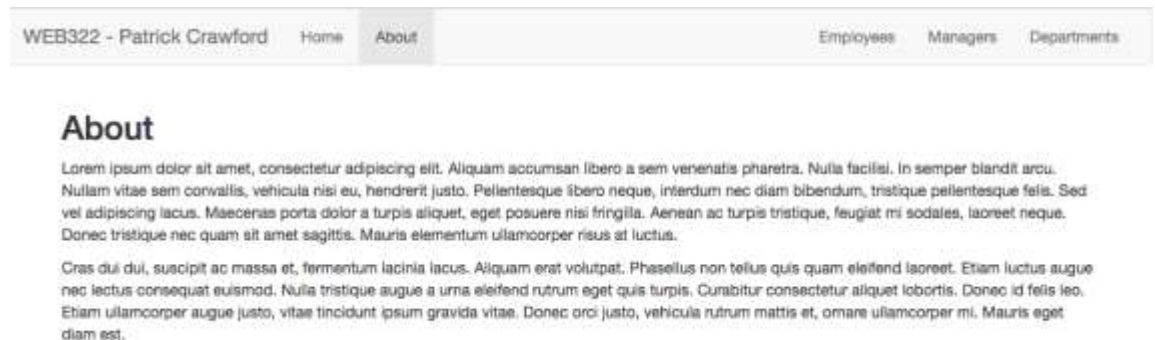 WEB322 - Patrick Crawford Home About Employees Managers Departments
About
Lorem ipsum dolor sit amet, consectetur adipiscing elit. Aliquam accumsan libero a sem venenatis pharetra. Nulla facilisi. In semper blandit arcu.
Nullam vitae sem convallis, vehicula nisi eu, hendrerit justo. Pellentesque libero neque, interdum nec diam bibendum, tristique pellentesque felis. Sed
vel adipiscing lacus. Maecenas porta dolor a turpis aliquet, eget posuere nisi fringilla. Aenean ac turpis tristique, feugiat mi sodales, laoreet neque.
Donec tristique nec quam sit amet sagittis. Mauris elementum ullamcorper risus at luctus.
Cras dui dui, suscipit ac massa et, fermentum lacinia lacus. Aliquam erat volutpat. Phasellus non tellus quis quam eleifend laoreet. Etiam luctus augue
nec lectus consequat euismod. Nulla tristique augue a urna eleifend rutrum eget quis turpis. Curabitur consectetur aliquet lobortis. Donec id felis leo.
Etiam ullamcorper augue justo, vitae tincidunt ipsum gravida vitae. Donec orci justo, vehicula rutrum mattis et, ornare ullamcorper mi. Mauris eget
diam est.